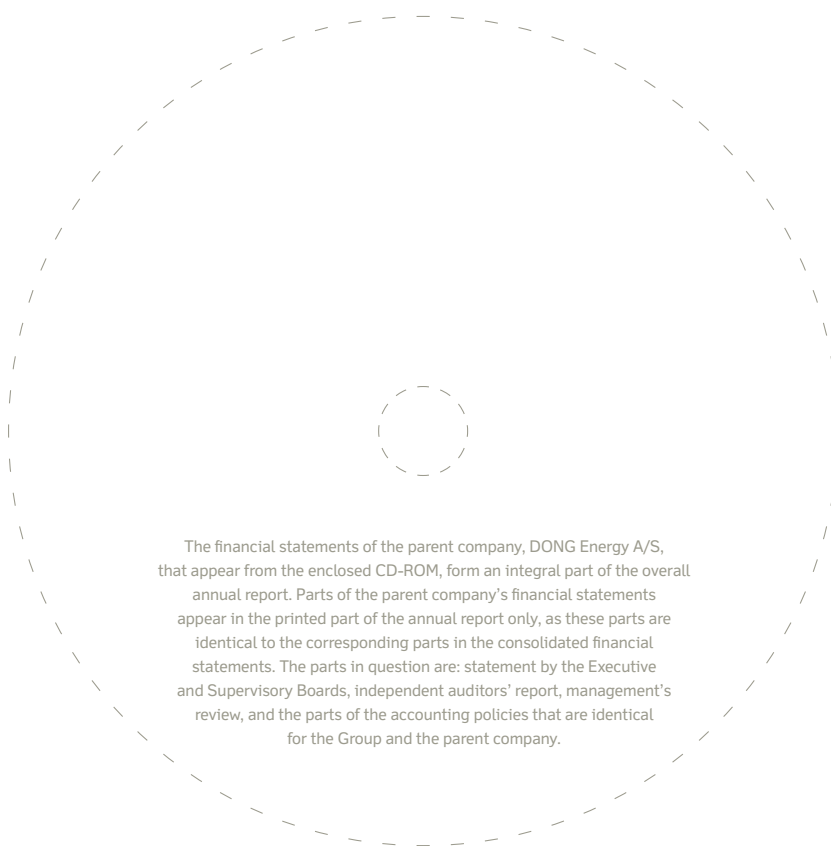 The financial statements of the parent company, DONG Energy A/S,
that appear from the enclosed CD-ROM, form an integral part of the overall
annual report. Parts of the parent company’s financial statements
appear in the printed part of the annual report only, as these parts are
identical to the corresponding parts in the consolidated financial
statements. The parts in question are: statement by the Executive
and Supervisory Boards, independent auditors’ report, management’s
review, and the parts of the accounting policies that are identical
for the Group and the parent company.